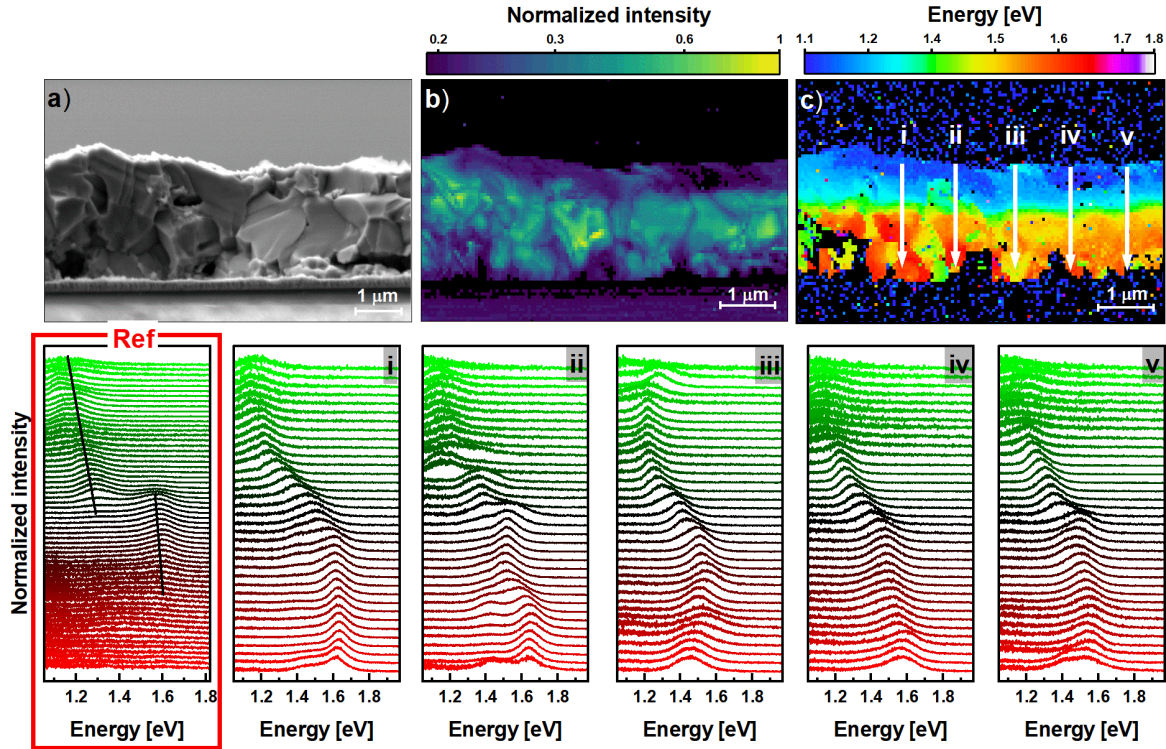 Normalized intensity
0.2 0.3 0.6 1
Energy [eV]
1.1 1.2 1.4 1.5 1.6 1.7 1.8
a)
1 μm
b)
1 μm
c)
i ii iii iv v
1 μm
Ref
Normalized intensity
1.2 1.4 1.6 1.8
Energy [eV]
i
1.2 1.4 1.6 1.8
Energy [eV]
ii
1.2 1.4 1.6 1.8
Energy [eV]
iii
1.2 1.4 1.6 1.8
Energy [eV]
iv
1.2 1.4 1.6 1.8
Energy [eV]
v
1.2 1.4 1.6 1.8
Energy [eV]